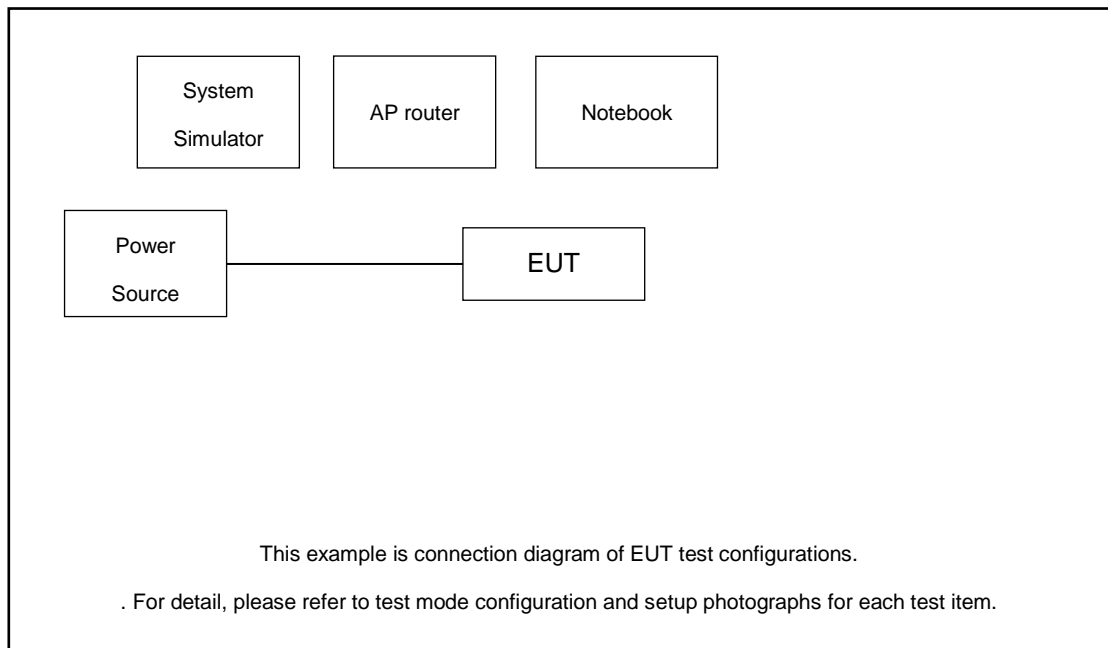 System
Simulator
AP router
Notebook
Power
Source
EUT
This example is connection diagram of EUT test configurations.
. For detail, please refer to test mode configuration and setup photographs for each test item.